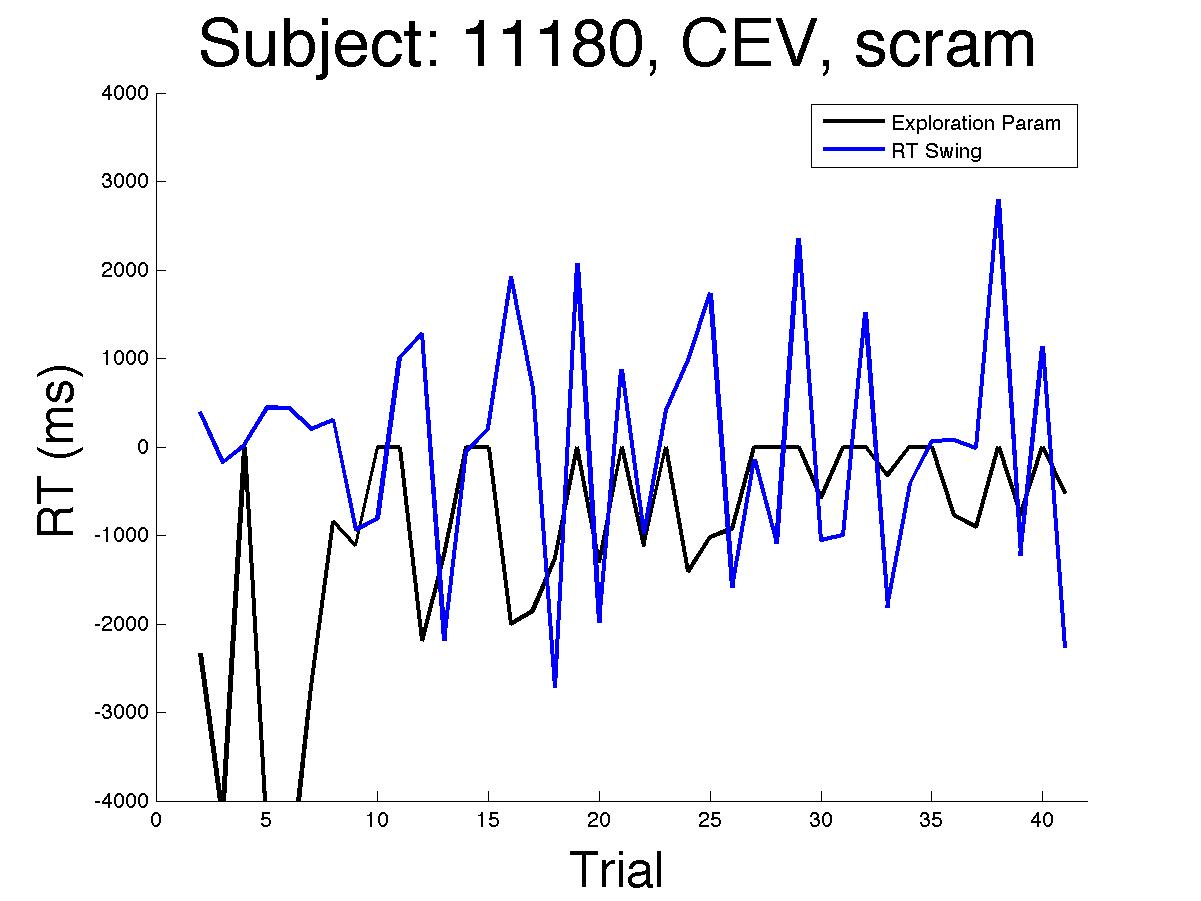 Subject: 11180, CEV, scram
Exploration Param
RT Swing
4000
3000
2000
1000
0
-1000
-2000
-3000
-4000
RT (ms)
0 5 10 15 20 25 30 35 40
Trial